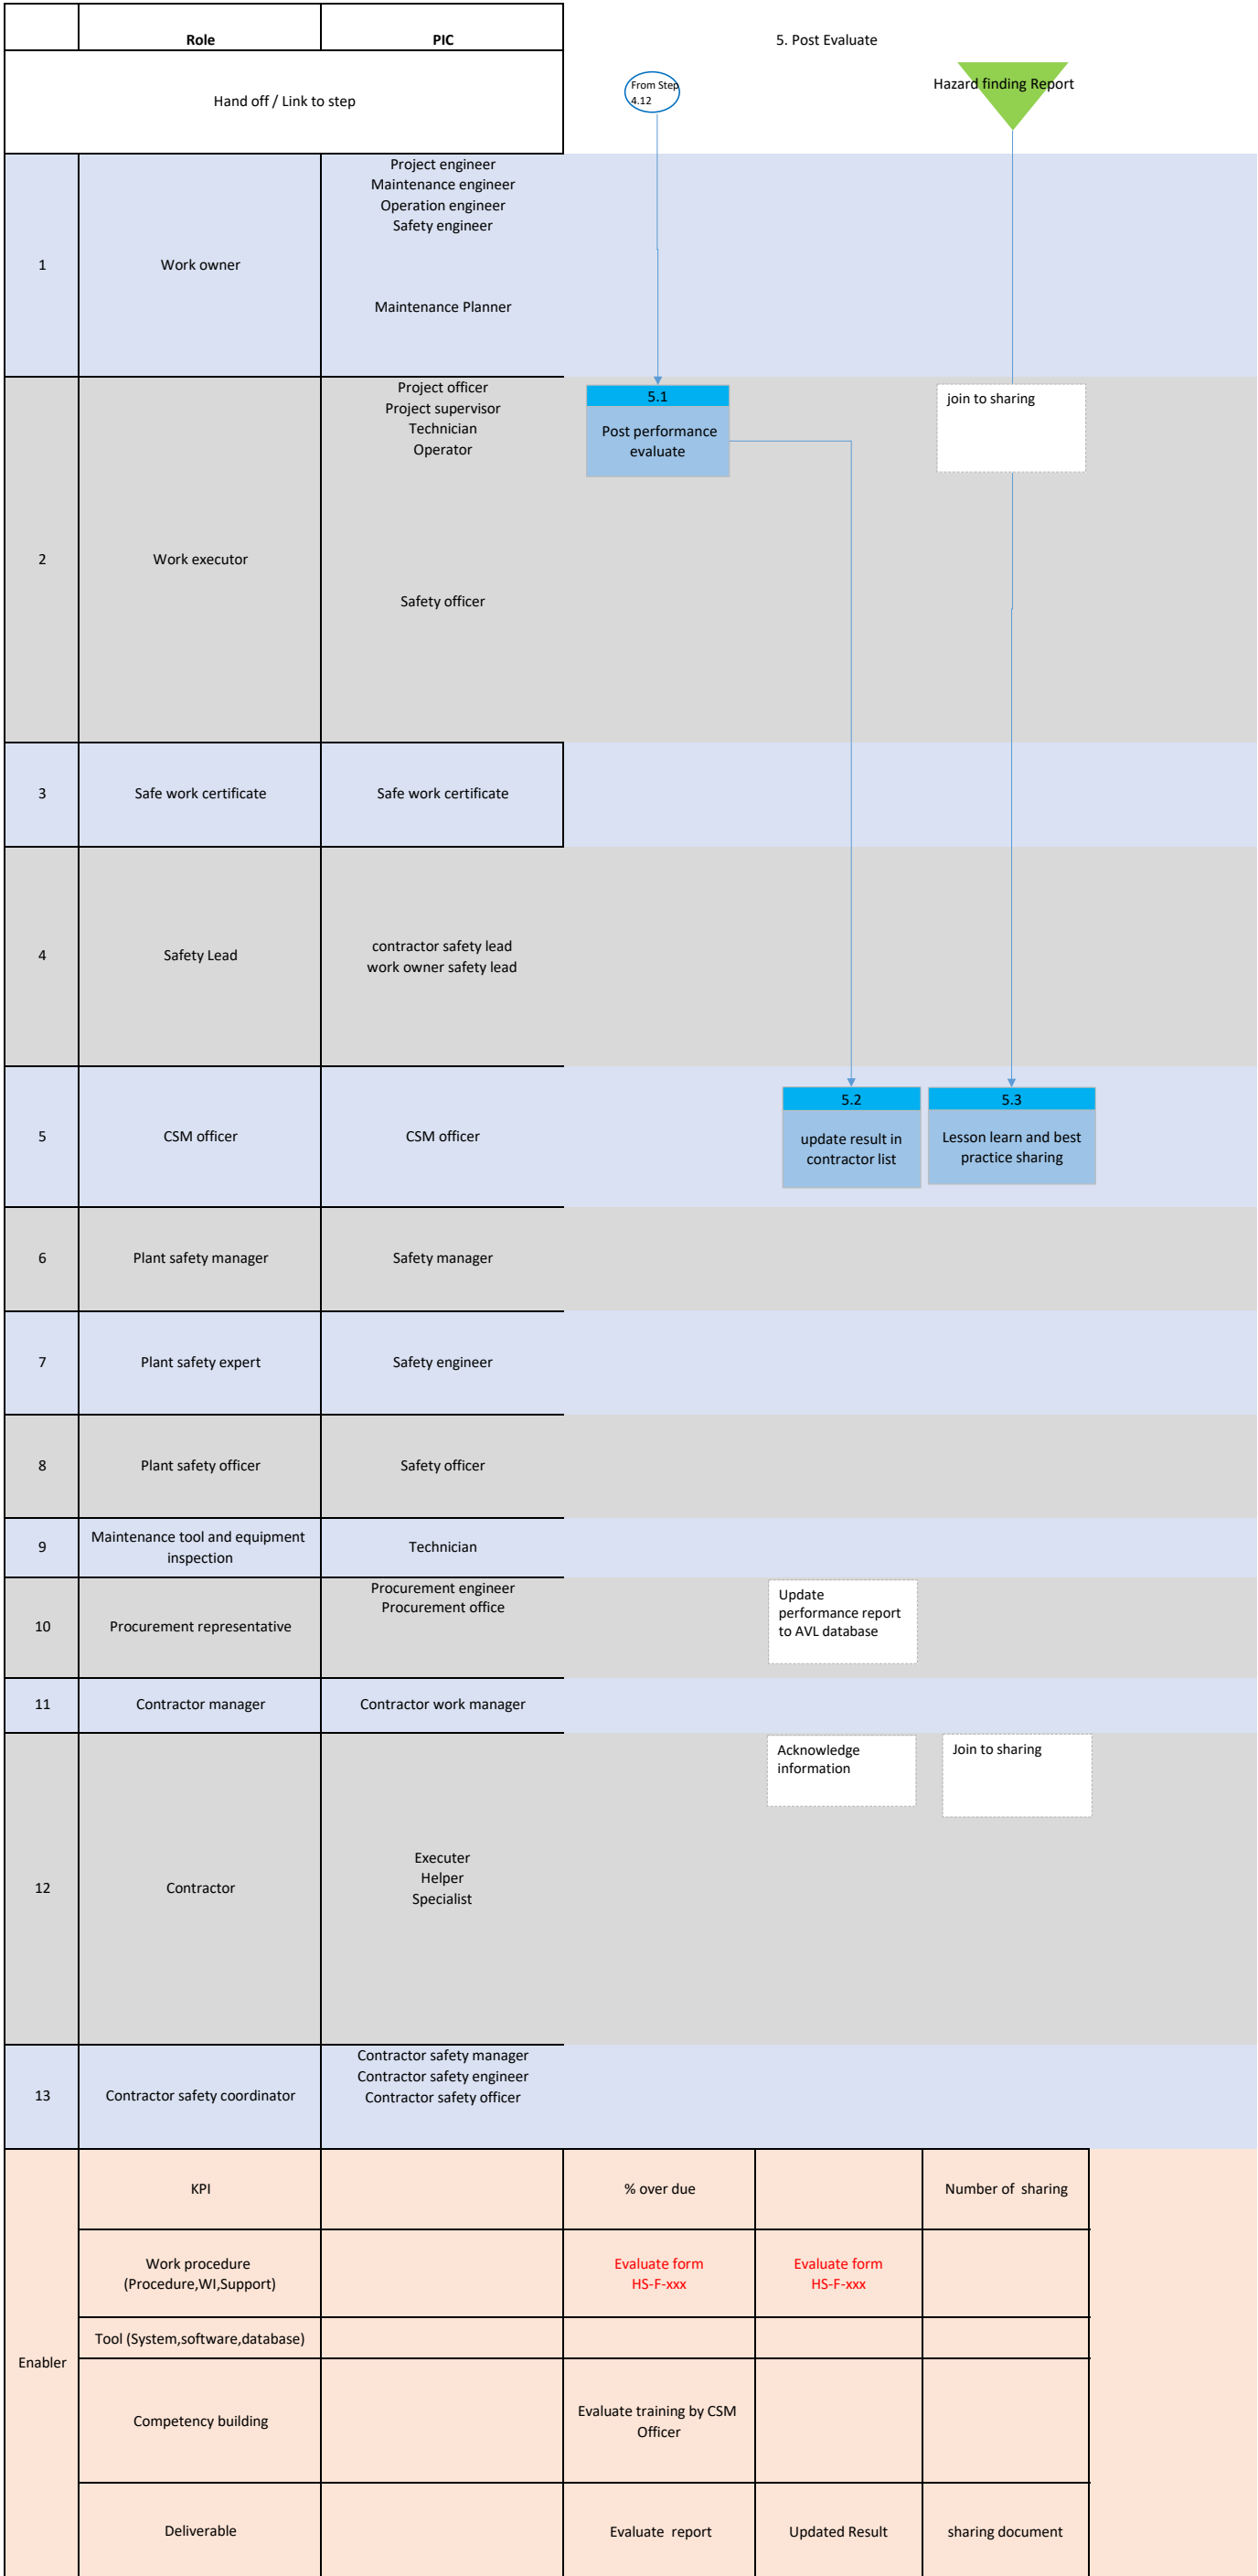 Role
PIC
5. Post Evaluate
Hand off / Link to step
From Step
4.12
Hazard finding Report
1
Work owner
Project engineer
Maintenance engineer
Operation engineer
Safety engineer
Maintenance Planner
2
Work executor
Project officer
Project supervisor
Technician
Operator
Safety officer
5.1
Post performance
evaluate
join to sharing
3
Safe work certificate
Safe work certificate
4
Safety Lead
contractor safety lead
work owner safety lead
5
CSM officer
CSM officer
5.2
update result in
contractor list
5.3
Lesson learn and best
practice sharing
6
Plant safety manager
Safety manager
7
Plant safety expert
Safety engineer
8
Plant safety officer
Safety officer
9
Maintenance tool and equipment
inspection
Technician
10
Procurement representative
Procurement engineer
Procurement office
Update
performance report
to AVL database
11
Contractor manager
Contractor work manager
12
Contractor
Executer
Helper
Specialist
Acknowledge
information
Join to sharing
13
Contractor safety coordinator
Contractor safety manager
Contractor safety engineer
Contractor safety officer
Enabler
KPI
% over due
Number of sharing
Work procedure
(Procedure,WI,Support)
Evaluate form
HS-F-xxx
Evaluate form
HS-F-xxx
Tool (System,software,database)
Competency building
Evaluate training by CSM
Officer
Deliverable
Evaluate report
Updated Result
sharing document